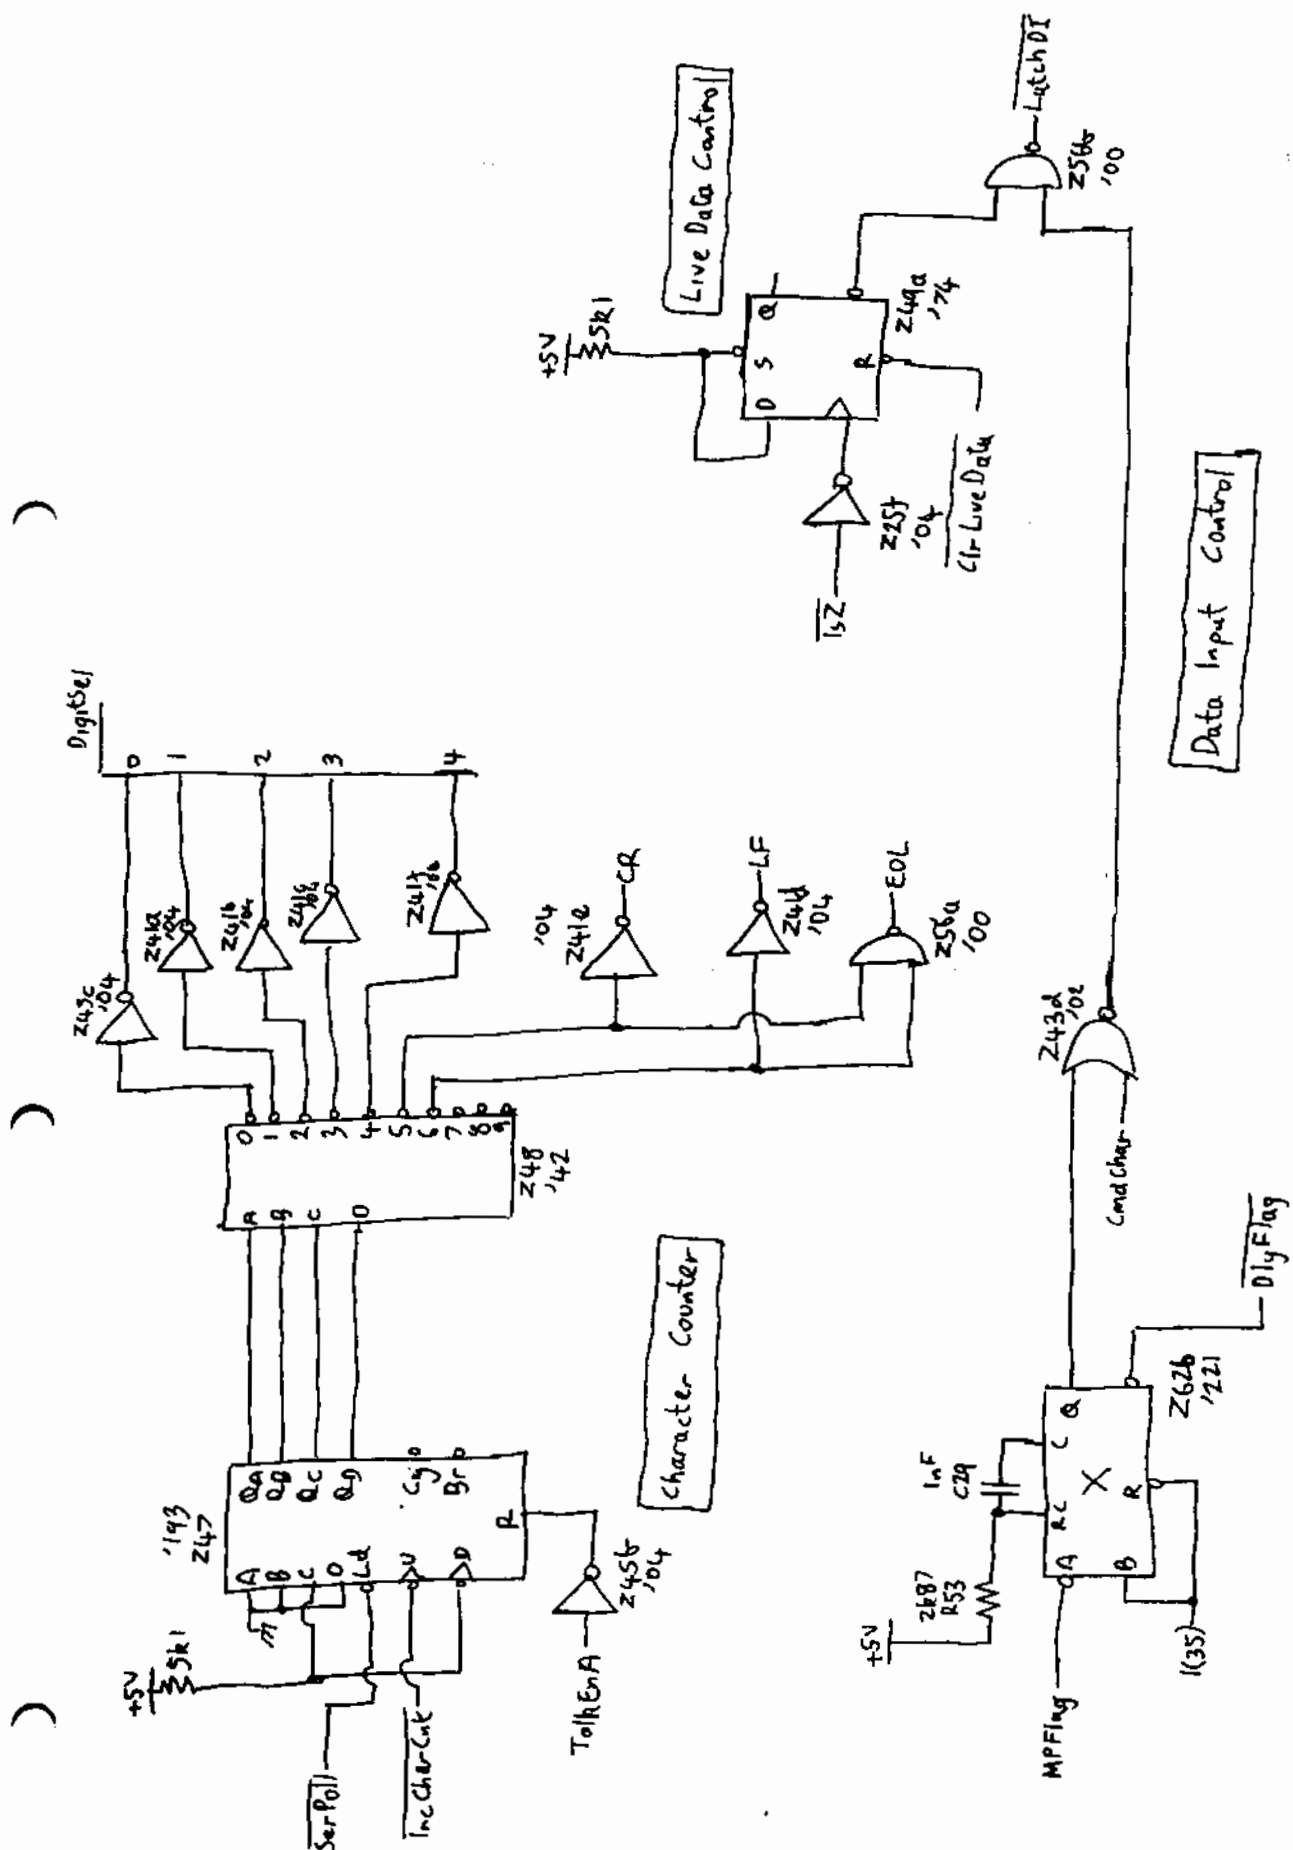 +5V
5k1
SerPoll
IncCharCnt
'193
Z47
A
B
C
D
Ld
U
D
QA
QB
QC
QD
Cy
Br
R
TalkEnA
Z45b
'04
Character Counter
A
B
C
D
0
1
2
3
4
5
6
7
8
9
Z48
'42
Z45c
'04
Z41a
'04
Z41b
'04
Z41c
'04
Z41f
'04
DigitSel
0
1
2
3
4
'04
Z41e
CR
Z41d
'04
LF
Z56a
'00
EOL
+5V
5k1
Live Data Control
D
S
Q
R
Z49a
'74
IsZ
Z25f
'04
ClrLiveData
Z56b
'00
LatchDI
MPFlag
+5V
2k87
R53
1nF
C29
A
RC
C
Q
B
X
R
1(35)
Z62b
'221
DlyFlag
CmdChar
Z43d
'02
Data Input Control